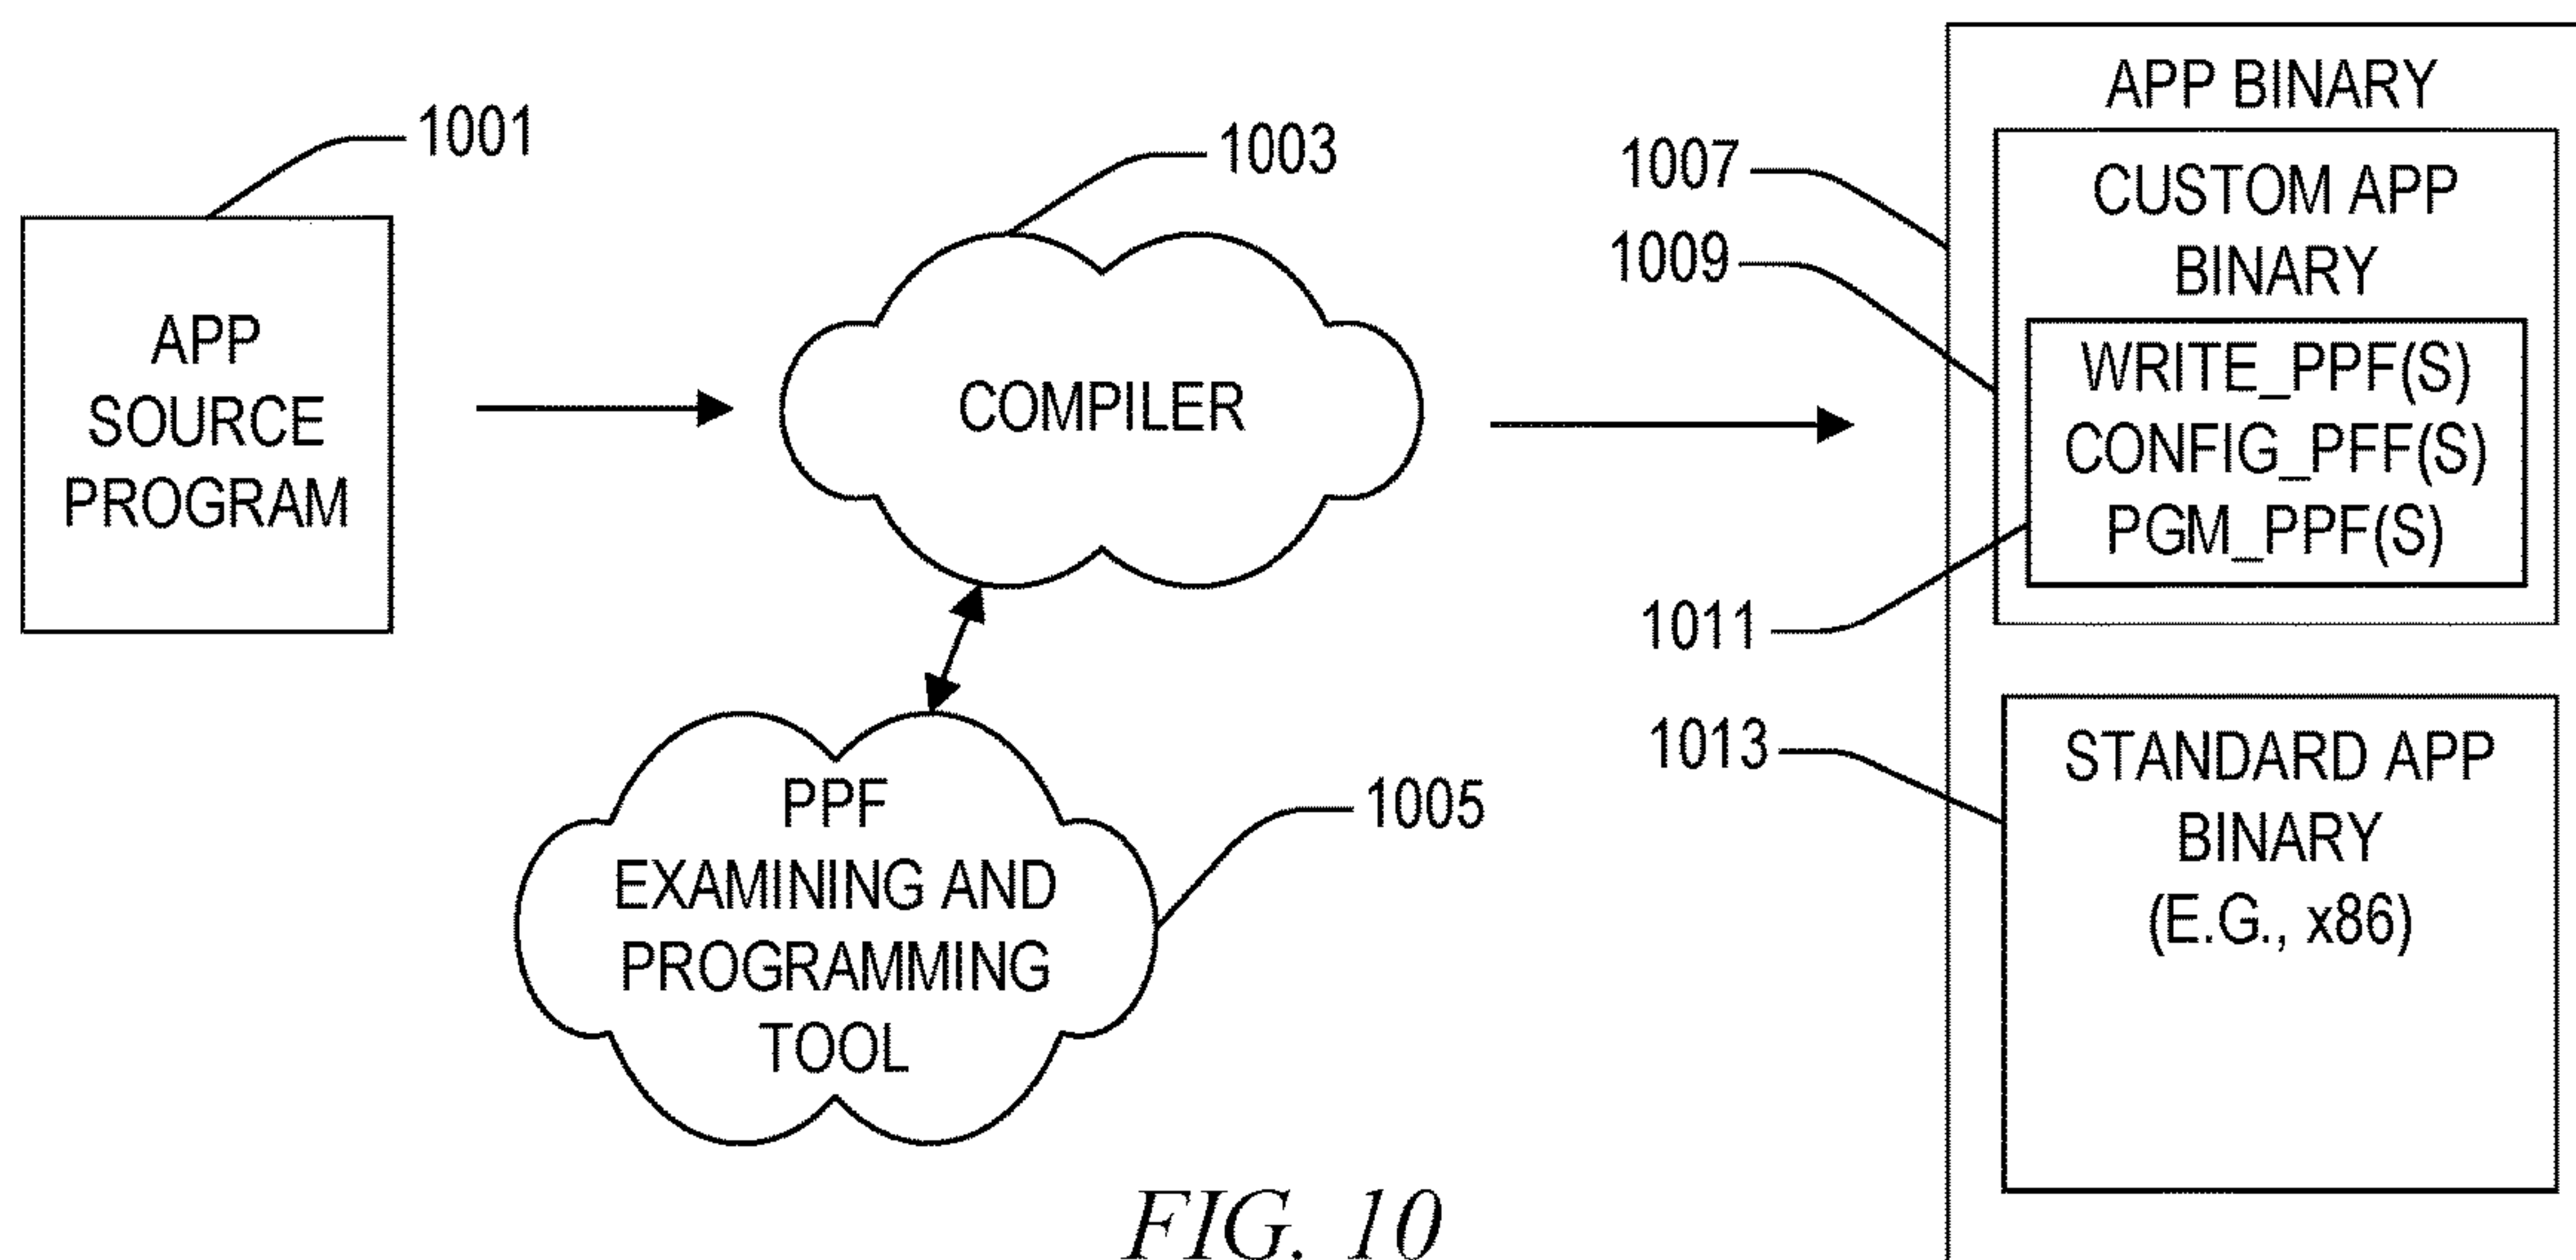 1001
APP
SOURCE
PROGRAM
1003
COMPILER
PPF
EXAMINING AND
PROGRAMMING
TOOL
1005
1007
1009
1011
1013
APP BINARY
CUSTOM APP
BINARY
WRITE_PPF(S)
CONFIG_PFF(S)
PGM_PPF(S)
STANDARD APP
BINARY
(E.G., x86)
FIG. 10